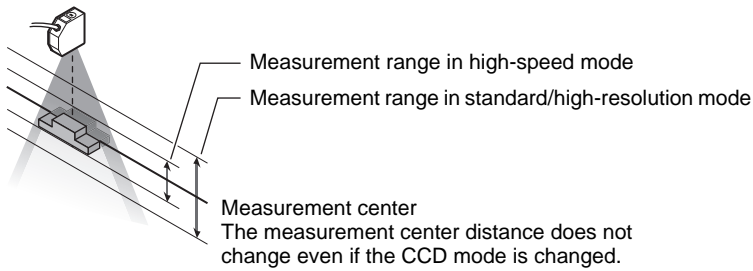 Measurement range in high-speed mode
Measurement range in standard/high-resolution mode
Measurement center
The measurement center distance does not
change even if the CCD mode is changed.